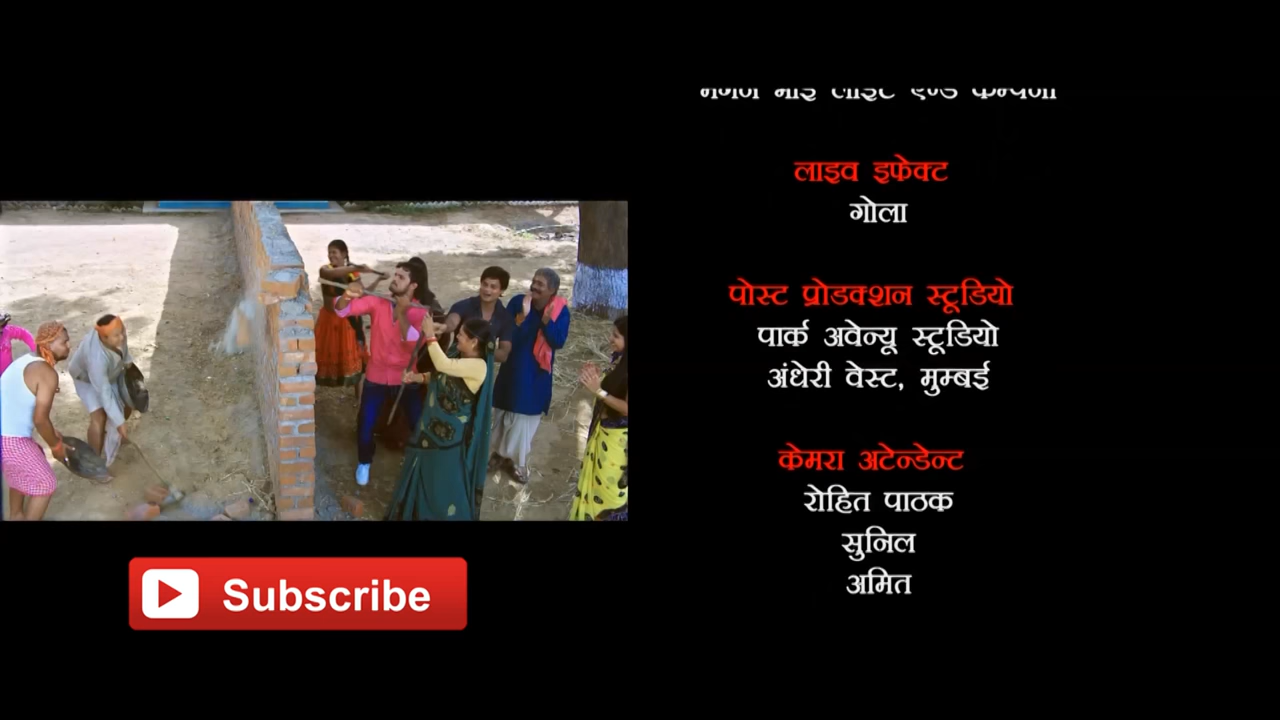 लाइव इफेक्ट
गोला
पोस्ट प्रोडक्शन स्टूडियो
पार्क अवेन्यू स्टूडियो
अंधेरी वेस्ट, मुम्बई
केमरा अटेन्डेन्ट
रोहित पाठक
सुनिल
अमित
Subscribe